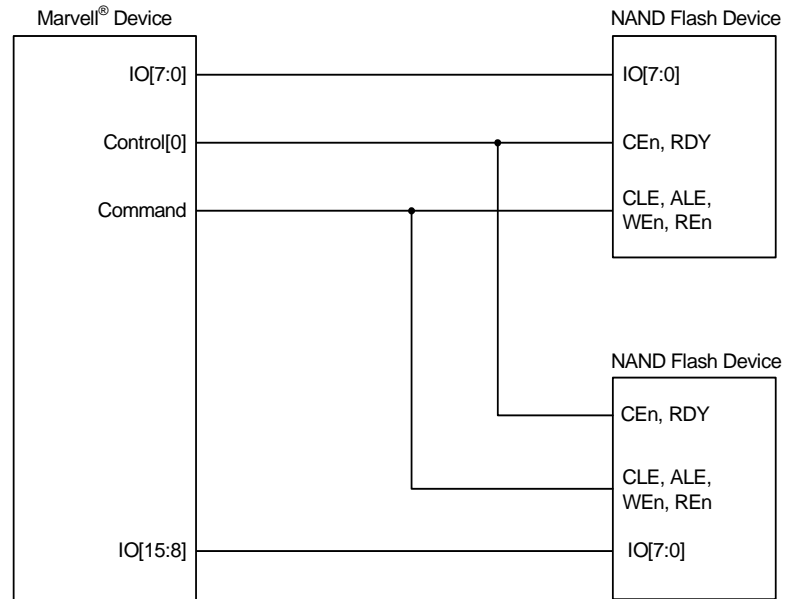 Marvell® Device
NAND Flash Device
IO[7:0]
IO[7:0]
Control[0]
CEn, RDY
Command
CLE, ALE,
WEn, REn
NAND Flash Device
CEn, RDY
CLE, ALE,
WEn, REn
IO[15:8]
IO[7:0]